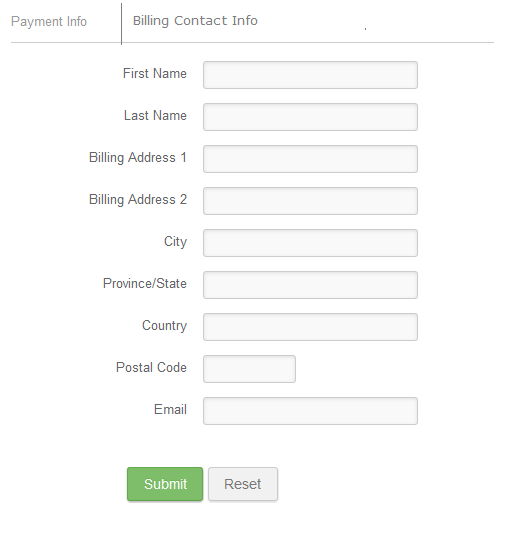 Payment Info
Billing Contact Info
First Name
Last Name
Billing Address 1
Billing Address 2
City
Province/State
Country
Postal Code
Email
Submit Reset